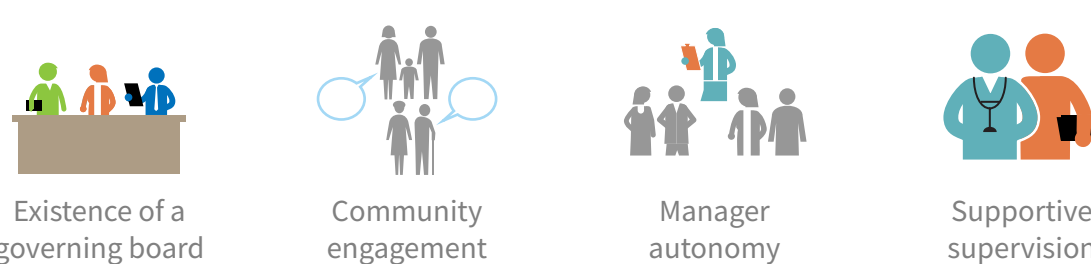 Existence of a
governing board
Community
engagement
Manager
autonomy
Supportive
supervision